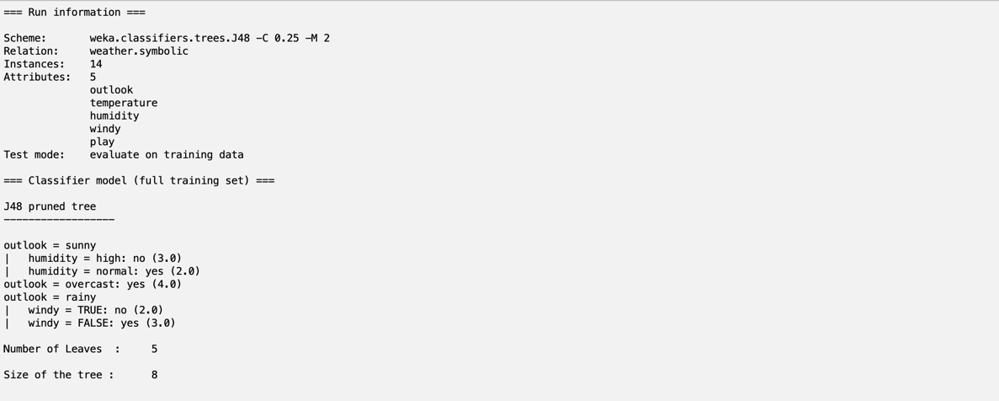 === Run information ===
Scheme: weka.classifiers.trees.J48 -C 0.25 -M 2
Relation: weather.symbolic
Instances: 14
Attributes: 5
outlook
temperature
humidity
windy
play
Test mode: evaluate on training data
=== Classifier model (full training set) ===
J48 pruned tree
------------------
outlook = sunny
|   humidity = high: no (3.0)
|   humidity = normal: yes (2.0)
outlook = overcast: yes (4.0)
outlook = rainy
|   windy = TRUE: no (2.0)
|   windy = FALSE: yes (3.0)
Number of Leaves  : 5
Size of the tree : 8